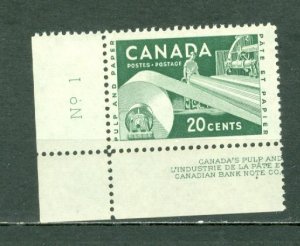 CANADA
POSTES - POSTAGE
PULP AND PAPER
PÂTE ET PAPIER
20 CENTS
No 1
CANADA'S PULP AND
L'INDUSTRIE DE LA PÂTE E
CANADIAN BANK NOTE CO